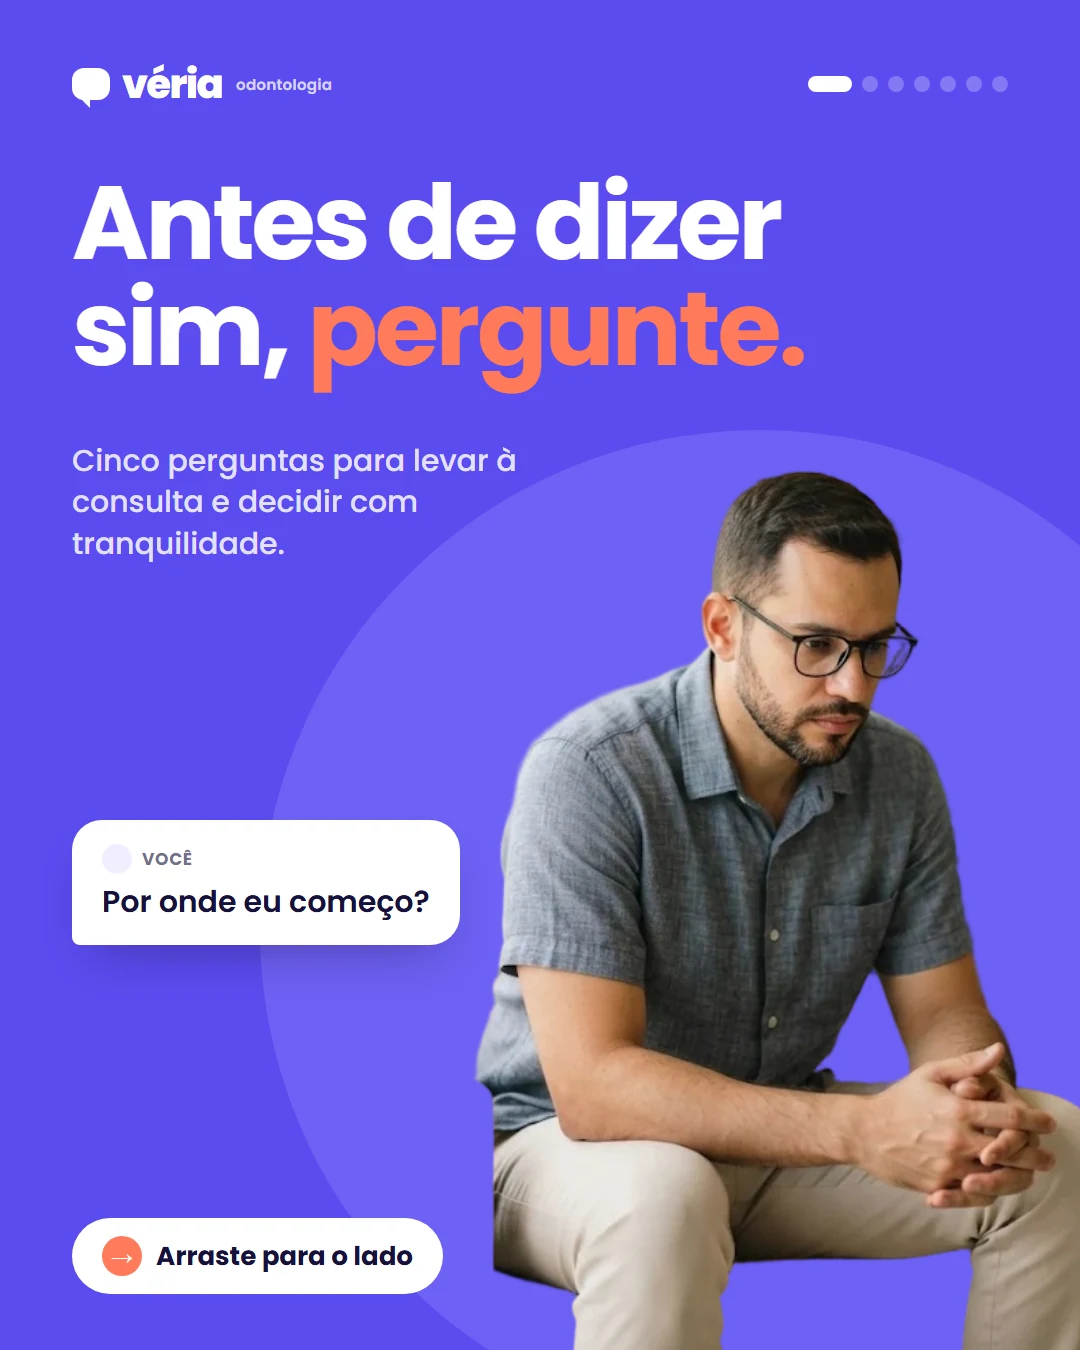 véria odontologia
Antes de dizer
sim, pergunte.
Cinco perguntas para levar à
consulta e decidir com
tranquilidade.
VOCÊ
Por onde eu começo?
→ Arraste para o lado